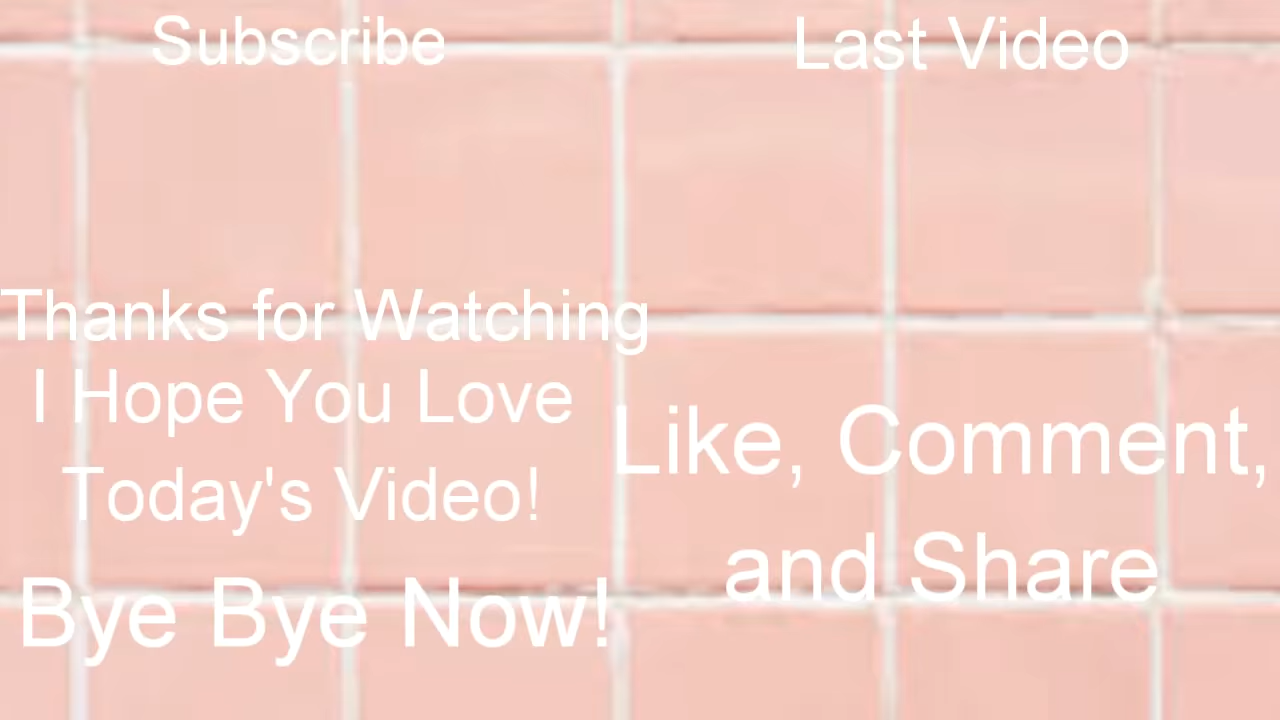 Subscribe
Last Video
Thanks for Watching
I Hope You Love
Today's Video!
Bye Bye Now!
Like, Comment,
and Share